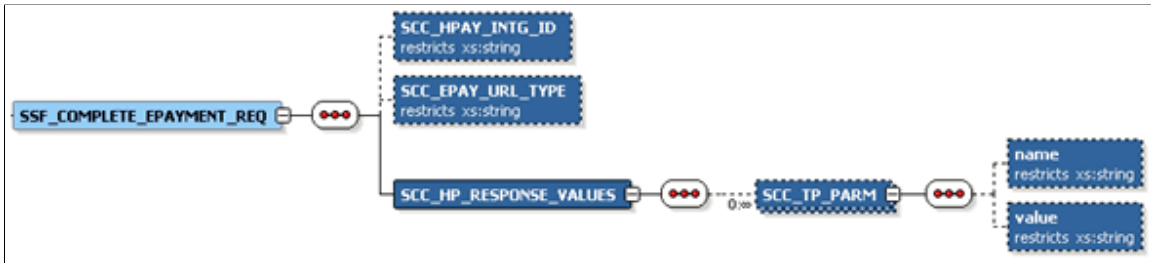 SCC_HPAY_INTG_ID
restricts xs:string
SCC_EPAY_URL_TYPE
restricts xs:string
SSF_COMPLETE_EPAYMENT_REQ
SCC_HP_RESPONSE_VALUES
0:∞
SCC_TP_PARM
name
restricts xs:string
value
restricts xs:string